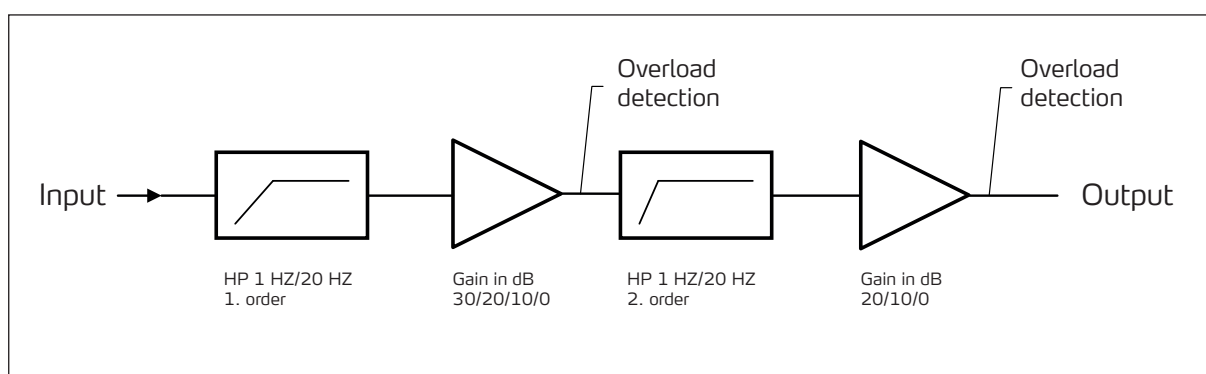 Overload
detection
Overload
detection
Input
Output
HP 1 HZ/20 HZ
1. order
Gain in dB
30/20/10/0
HP 1 HZ/20 HZ
2. order
Gain in dB
20/10/0